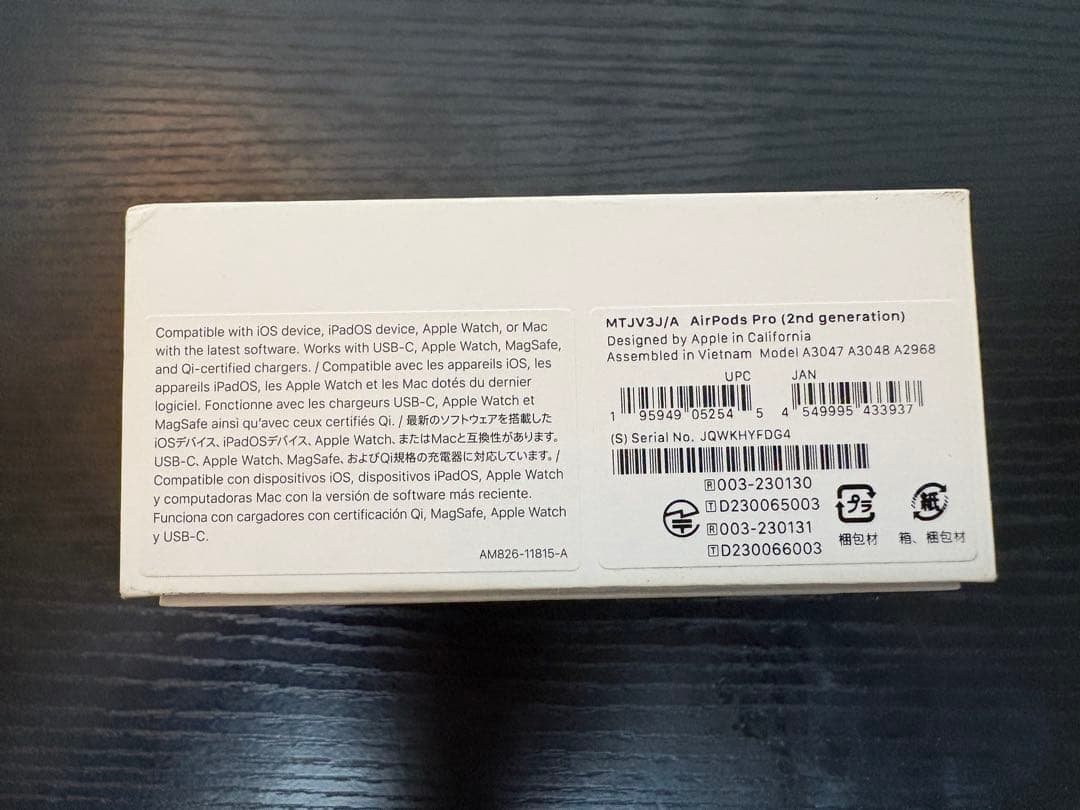 Compatible with iOS device, iPadOS device, Apple Watch, or Mac
with the latest software. Works with USB-C, Apple Watch, MagSafe,
and Qi-certified chargers. / Compatible avec les appareils iOS, les
appareils iPadOS, les Apple Watch et les Mac dotés du dernier
logiciel. Fonctionne avec les chargeurs USB-C, Apple Watch et
MagSafe ainsi qu'avec ceux certifiés Qi. / 最新のソフトウェアを搭載した
iOSデバイス、iPadOSデバイス、Apple Watch、またはMacと互換性があります。
USB-C、Apple Watch、MagSafe、およびQi規格の充電器に対応しています。/
Compatible con dispositivos iOS, dispositivos iPadOS, Apple Watch
y computadoras Mac con la versión de software más reciente.
Funciona con cargadores con certificación Qi, MagSafe, Apple Watch
y USB-C.
AM826-11815-A
MTJV3J/A AirPods Pro (2nd generation)
Designed by Apple in California
Assembled in Vietnam Model A3047 A3048 A2968
UPC JAN
1 95949 05254 5 4 549995 433937
(S) Serial No. JQWKHYFDG4
R 003-230130
T D230065003
R 003-231131
T D230066003
プラ 紙
梱包材 箱、梱包材